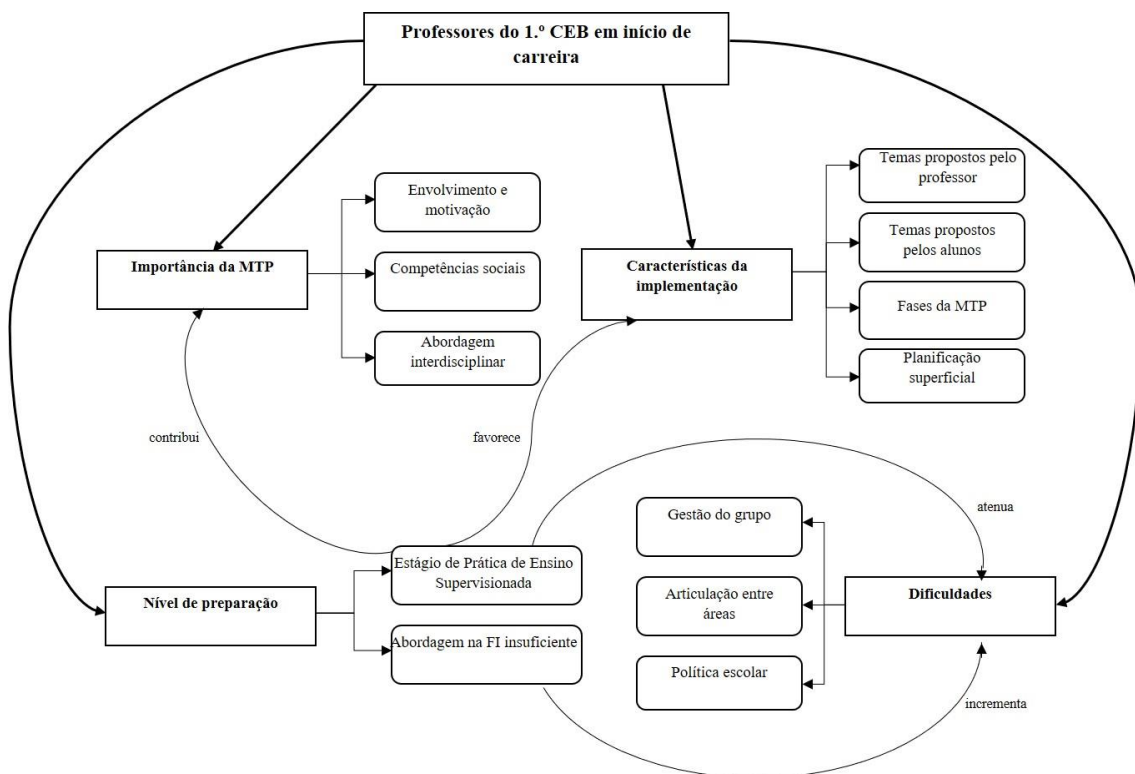 Professores do 1.º CEB em início de
carreira
Temas propostos pelo
professor
Envolvimento e
motivação
Temas propostos
pelos alunos
Importância da MTP
Competências sociais
Características da
implementação
Fases da MTP
Abordagem
interdisciplinar
Planificação
superficial
contribui
favorece
Gestão do grupo
atenua
Estágio de Prática de Ensino
Supervisionada
Nível de preparação
Articulação entre
áreas
Dificuldades
Abordagem na FI insuficiente
Política escolar
incrementa